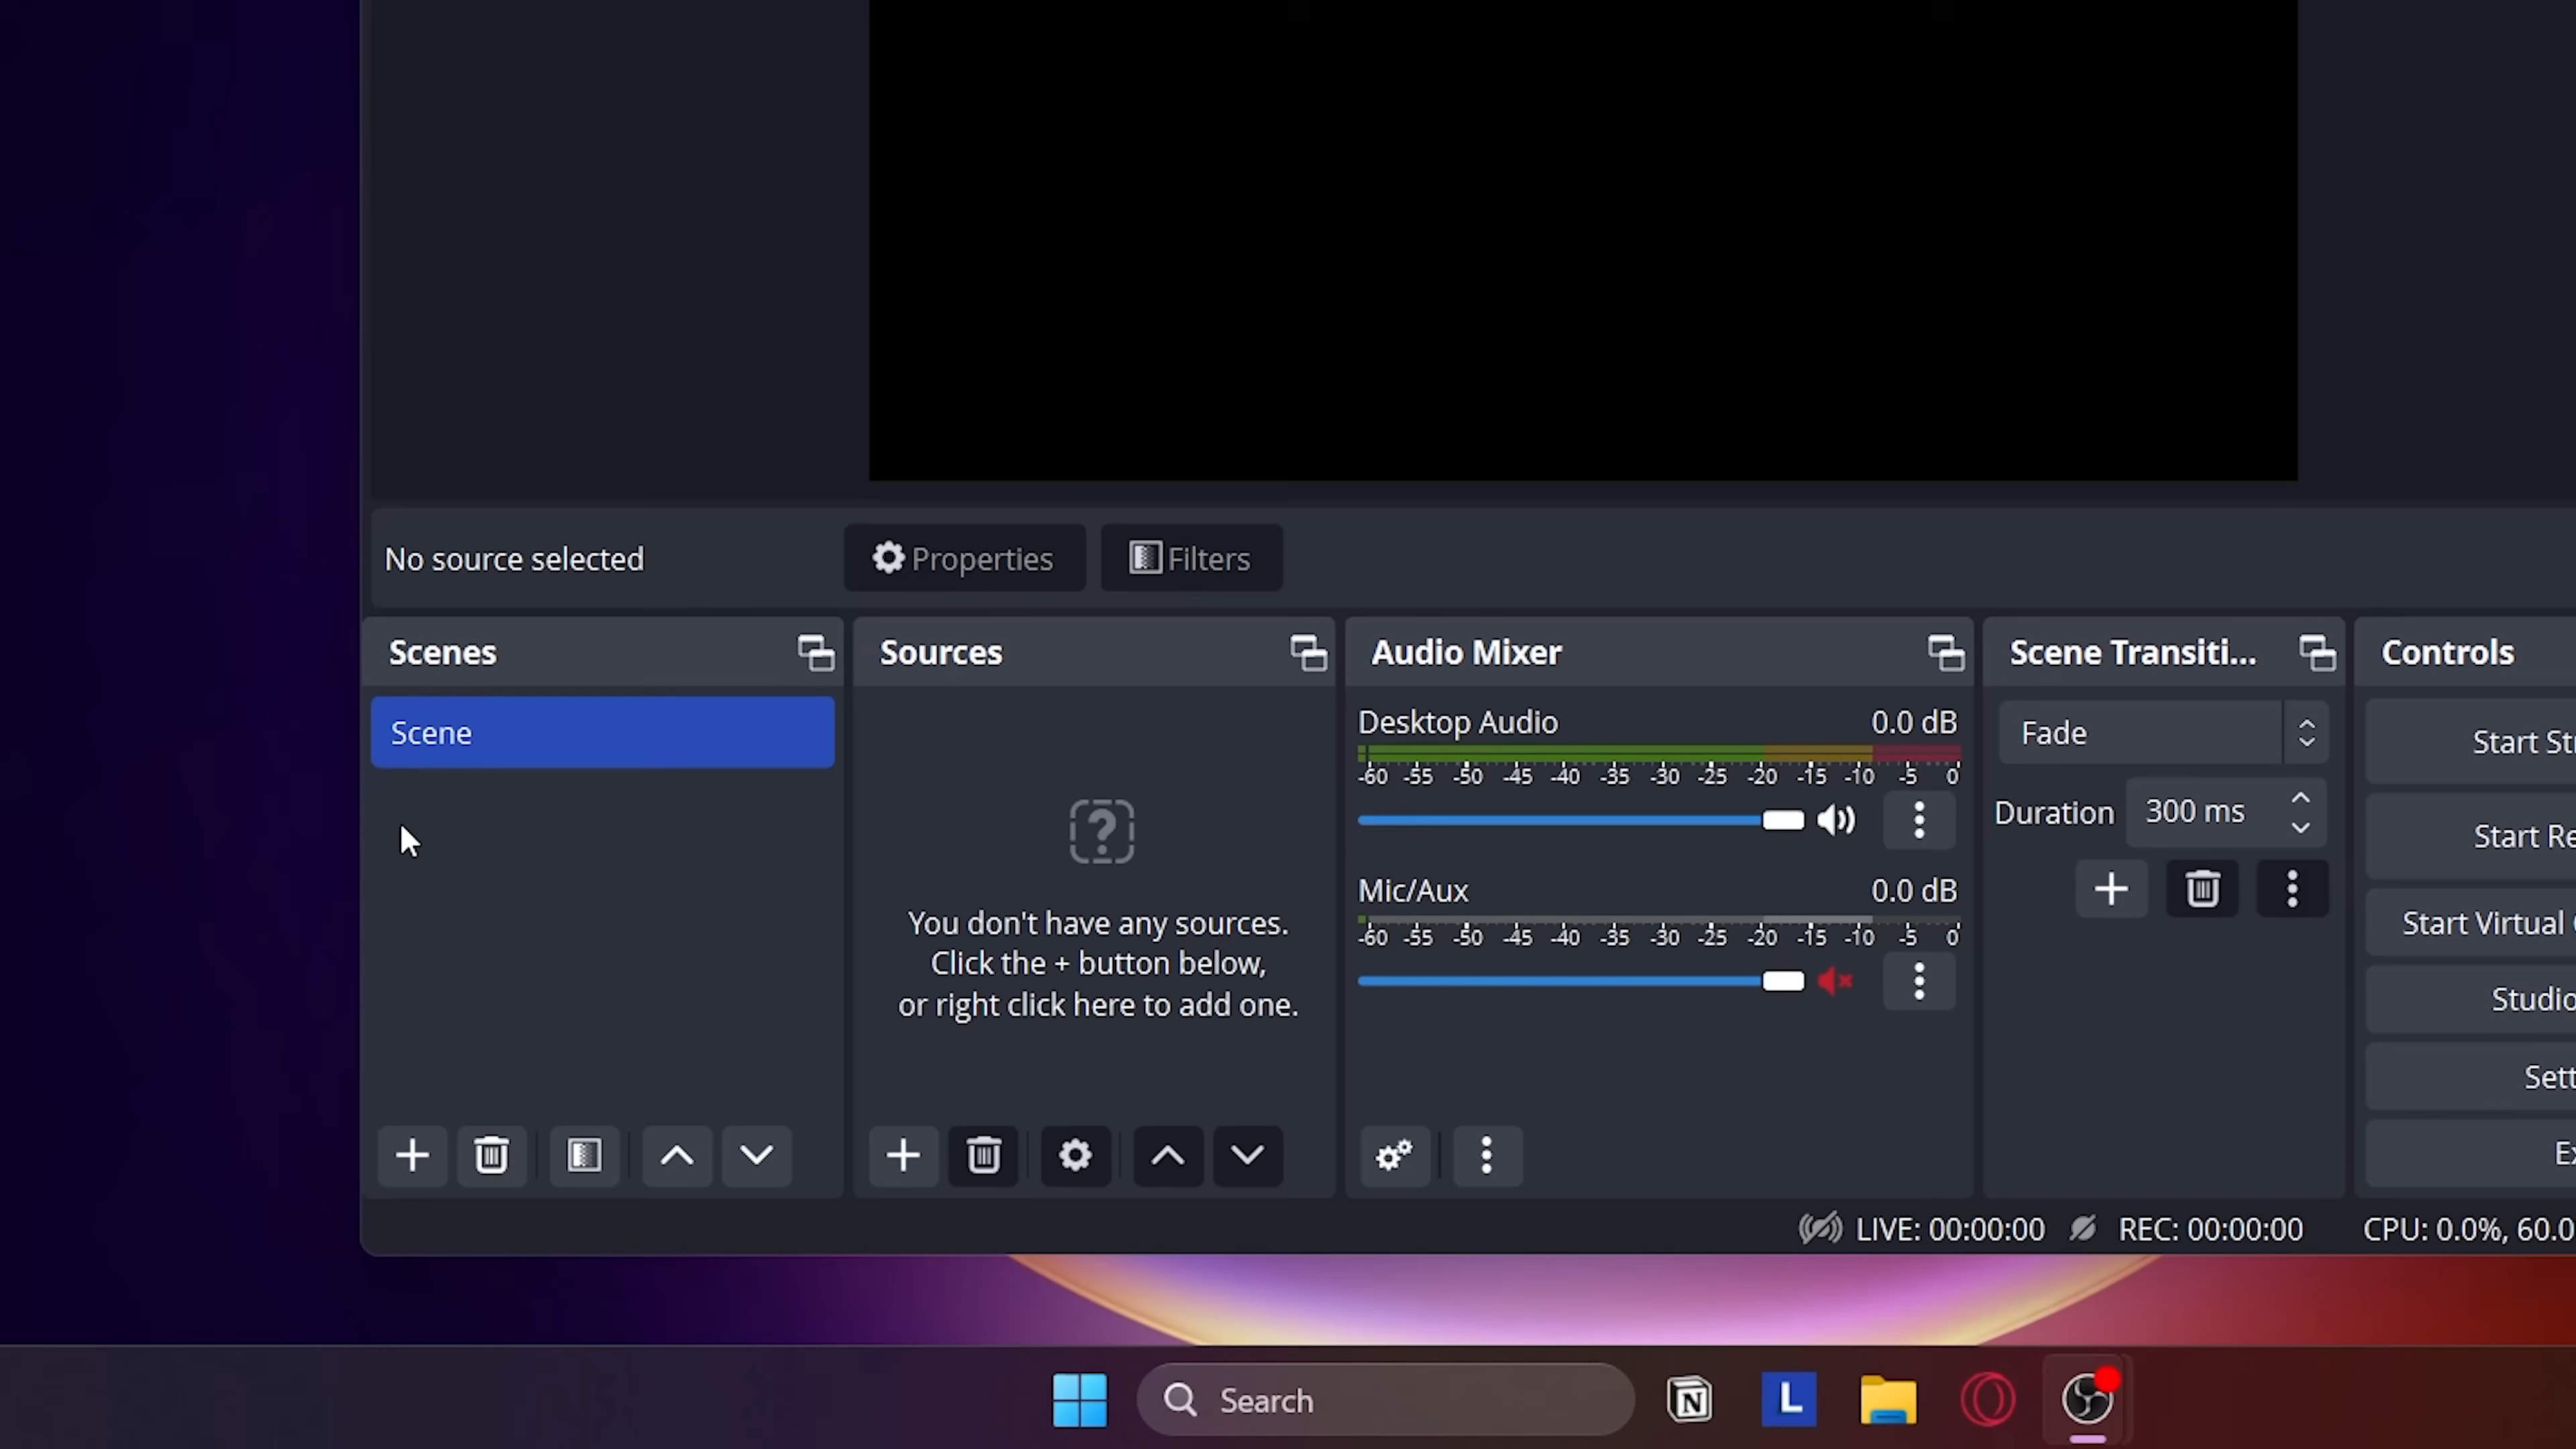 No source selected
Properties
Filters
Scenes
Scene
Sources
You don't have any sources.
Click the + button below,
or right click here to add one.
Audio Mixer
Desktop Audio 0.0 dB
-60 -55 -50 -45 -40 -35 -30 -25 -20 -15 -10 -5 0
Mic/Aux 0.0 dB
-60 -55 -50 -45 -40 -35 -30 -25 -20 -15 -10 -5 0
Scene Transiti...
Fade
Duration 300 ms
Controls
Start St
Start Re
Start Virtual
Studio
Sett
Ex
LIVE: 00:00:00 REC: 00:00:00 CPU: 0.0%, 60.0
Search
N
L